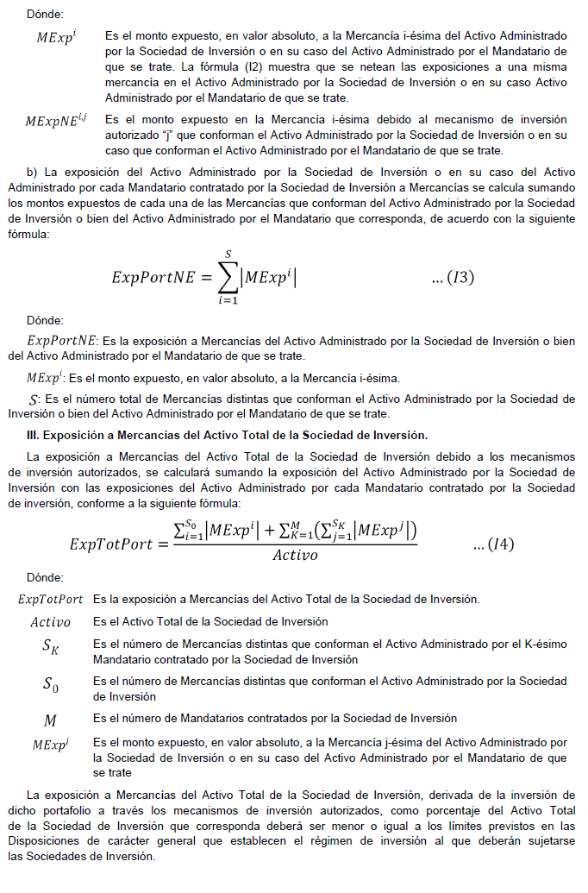 Dónde:
MExp^i Es el monto expuesto, en valor absoluto, a la Mercancía i-ésima del Activo Administrado
por la Sociedad de Inversión o en su caso del Activo Administrado por el Mandatario de
que se trate. La fórmula (I2) muestra que se netean las exposiciones a una misma
mercancía en el Activo Administrado por la Sociedad de Inversión o en su caso Activo
Administrado por el Mandatario de que se trate.
MExpNE^{i,j} Es el monto expuesto en la Mercancía i-ésima debido al mecanismo de inversión
autorizado “j” que conforman el Activo Administrado por la Sociedad de Inversión o en su
caso que conforman el Activo Administrado por el Mandatario de que se trate.
b) La exposición del Activo Administrado por la Sociedad de Inversión o en su caso del Activo
Administrado por cada Mandatario contratado por la Sociedad de Inversión a Mercancías se calcula sumando
los montos expuestos de cada una de las Mercancías que conforman del Activo Administrado por la Sociedad
de Inversión o bien del Activo Administrado por el Mandatario que corresponda, de acuerdo con la siguiente
fórmula:
ExpPortNE = \sum_{i=1}^{S} |MExp^i| ... (I3)
Dónde:
ExpPortNE: Es la exposición a Mercancías del Activo Administrado por la Sociedad de Inversión o bien
del Activo Administrado por el Mandatario de que se trate.
MExp^i: Es el monto expuesto, en valor absoluto, a la Mercancía i-ésima.
S: Es el número total de Mercancías distintas que conforman el Activo Administrado por la Sociedad de
Inversión o bien del Activo Administrado por el Mandatario de que se trate.
III. Exposición a Mercancías del Activo Total de la Sociedad de Inversión.
La exposición a Mercancías del Activo Total de la Sociedad de Inversión debido a los mecanismos
de inversión autorizados, se calculará sumando la exposición del Activo Administrado por la Sociedad de
Inversión con las exposiciones del Activo Administrado por cada Mandatario contratado por la Sociedad
de inversión, conforme a la siguiente fórmula:
ExpTotPort = \frac{\sum_{i=1}^{S_0} |MExp^i| + \sum_{K=1}^{M} (\sum_{j=1}^{S_K} |MExp^j|)}{Activo} ... (I4)
Dónde:
ExpTotPort Es la exposición a Mercancías del Activo Total de la Sociedad de Inversión.
Activo Es el Activo Total de la Sociedad de Inversión
S_K Es el número de Mercancías distintas que conforman el Activo Administrado por el K-ésimo
Mandatario contratado por la Sociedad de Inversión
S_0 Es el número de Mercancías distintas que conforman el Activo Administrado por la Sociedad
de Inversión
M Es el número de Mandatarios contratados por la Sociedad de Inversión
MExp^j Es el monto expuesto, en valor absoluto, a la Mercancía j-ésima del Activo Administrado por
la Sociedad de Inversión o en su caso del Activo Administrado por el Mandatario de que
se trate
La exposición a Mercancías del Activo Total de la Sociedad de Inversión, derivada de la inversión de
dicho portafolio a través los mecanismos de inversión autorizados, como porcentaje del Activo Total
de la Sociedad de Inversión que corresponda deberá ser menor o igual a los límites previstos en las
Disposiciones de carácter general que establecen el régimen de inversión al que deberán sujetarse
las Sociedades de Inversión.